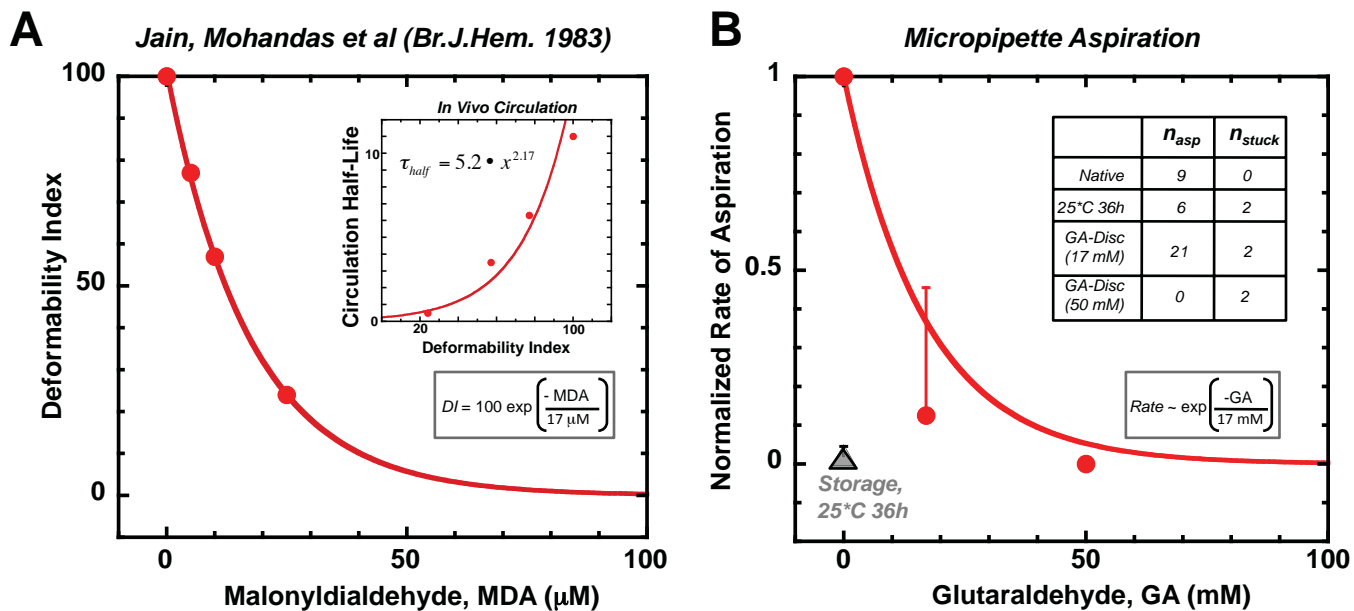 A
Jain, Mohandas et al (Br.J.Hem. 1983)
Deformability Index
100
50
0
0
50
100
Malonyldialdehyde, MDA (μM)
In Vivo Circulation
Circulation Half-Life
10
0
τhalf = 5.2 • x^2.17
20
100
Deformability Index
DI = 100 exp (- MDA / 17 μM)
B
Micropipette Aspiration
Normalized Rate of Aspiration
1
0.5
0
0
50
100
Glutaraldehyde, GA (mM)
nasp nstuck
Native 9 0
25*C 36h 6 2
GA-Disc
(17 mM) 21 2
GA-Disc
(50 mM) 0 2
Rate ~ exp (-GA / 17 mM)
Storage,
25*C 36h